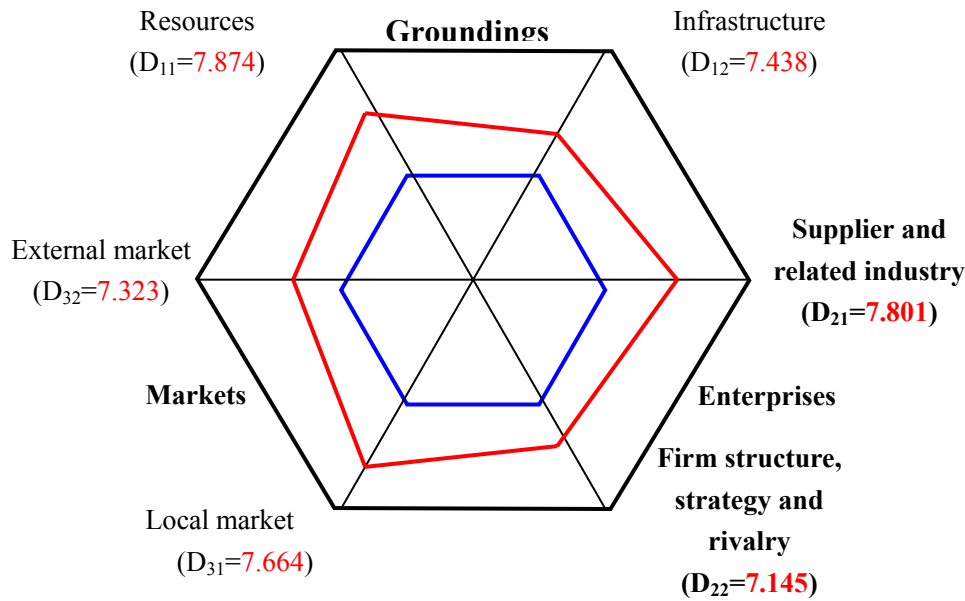 Resources
(D₁₁=7.874)
Groundings
Infrastructure
(D₁₂=7.438)
External market
(D₃₂=7.323)
Supplier and
related industry
(D₂₁=7.801)
Markets
Enterprises
Local market
(D₃₁=7.664)
Firm structure,
strategy and
rivalry
(D₂₂=7.145)